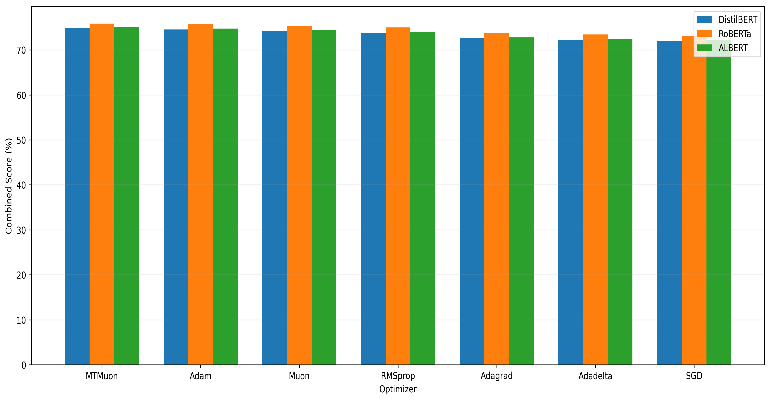 DistilBERT
RoBERTa
ALBERT
Combined Score (%)
70
60
50
40
30
20
10
0
MTMuon Adam Muon RMSprop Adagrad Adadelta SGD
Optimizer